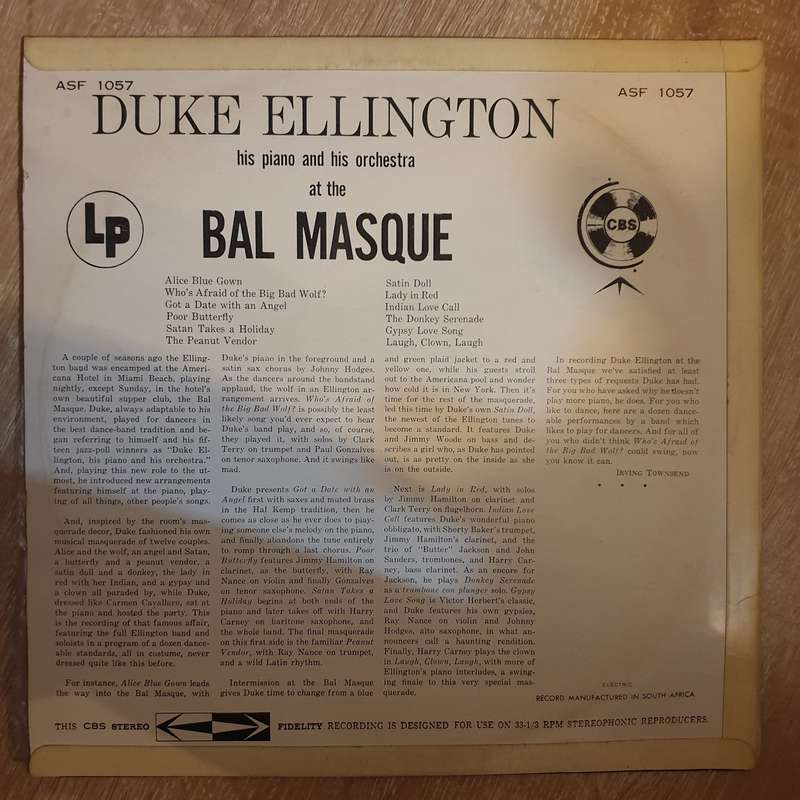 ASF 1057
ASF 1057
DUKE ELLINGTON
his piano and his orchestra
at the
BAL MASQUE
LP
CBS
Alice Blue Gown
Who's Afraid of the Big Bad Wolf?
Got a Date with an Angel
Poor Butterfly
Satan Takes a Holiday
The Peanut Vendor
Satin Doll
Lady in Red
Indian Love Call
The Donkey Serenade
Gypsy Love Song
Laugh, Clown, Laugh
A couple of seasons ago the Elling-
ton band was encamped at the Ameri-
cana Hotel in Miami Beach, playing
nightly, except Sunday, in the hotel's
own beautiful supper club, the Bal
Masque. Duke, always adaptable to his
environment, played for dancers in
the best dance-band tradition and be-
gan referring to himself and his fif-
teen jazz-poll winners as "Duke El-
lington, his piano and his orchestra."
And, playing this new role to the ut-
most, he introduced new arrangements
featuring himself at the piano, play-
ing of all things, other people's songs.
And, inspired by the room's mas-
querade decor, Duke fashioned his own
musical masquerade of twelve couples.
Alice and the wolf, an angel and Satan,
a butterfly and a peanut vendor, a
satin doll and a donkey, the lady in
red with her Indian, and a gypsy and
a clown all paraded by, while Duke,
dressed like Carmen Cavallaro, sat at
the piano and hosted the party. This
is the recording of that famous affair,
featuring the full Ellington band and
soloists in a program of a dozen dance-
able standards, all in costume, never
dressed quite like this before.
For instance, Alice Blue Gown leads
the way into the Bal Masque, with
Duke's piano in the foreground and a
satin sax chorus by Johnny Hodges.
As the dancers around the bandstand
applaud, the wolf in an Ellington ar-
rangement arrives. Who's Afraid of
the Big Bad Wolf? is possibly the least
likely song you'd ever expect to hear
Duke's band play, and so, of course,
they played it, with solos by Clark
Terry on trumpet and Paul Gonzalves
on tenor saxophone. And it swings like
mad.
Duke presents Got a Date with an
Angel first with saxes and muted brass
in the Hal Kemp tradition, then he
comes as close as he ever does to play-
ing someone else's melody on the piano,
and finally abandons the tune entirely
to romp through a last chorus. Poor
Butterfly features Jimmy Hamilton on
clarinet, as the butterfly, with Ray
Nance on violin and finally Gonzalves
on tenor saxophone. Satan Takes a
Holiday begins at both ends of the
piano and later takes off with Harry
Carney on baritone saxophone, and
the whole band. The final masquerade
on this first side is the familiar Peanut
Vendor, with Ray Nance on trumpet,
and a wild Latin rhythm.
Intermission at the Bal Masque
gives Duke time to change from a blue
and green plaid jacket to a red and
yellow one, while his guests stroll
out to the Americana pool and wonder
how cold it is in New York. Then it's
time for the rest of the masquerade,
led this time by Duke's own Satin Doll,
the newest of the Ellington tunes to
become a standard. It features Duke
and Jimmy Woode on bass and de-
scribes a girl who, as Duke has pointed
out, is as pretty on the inside as she
is on the outside.
Next is Lady in Red, with solos
by Jimmy Hamilton on clarinet and
Clark Terry on flugelhorn. Indian Love
Call features Duke's wonderful piano
obbligato, with Shorty Baker's trumpet,
Jimmy Hamilton's clarinet, and the
trio of "Butter" Jackson and John
Sanders, trombones, and Harry Car-
ney, bass clarinet. As an encore for
Jackson, he plays Donkey Serenade
as a trombone con plunger solo. Gypsy
Love Song is Victor Herbert's classic,
and Duke features his own gypsies,
Ray Nance on violin and Johnny
Hodges, alto saxophone, in what an-
nouncers call a haunting rendition.
Finally, Harry Carney plays the clown
in Laugh, Clown, Laugh, with more of
Ellington's piano interludes, a swing-
ing finale to this very special mas-
querade.
In recording Duke Ellington at the
Bal Masque we've satisfied at least
three types of requests Duke has had.
For you who have asked why he doesn't
play more piano, he does. For you who
like to dance, here are a dozen dance-
able performances by a band which
likes to play for dancers. And for all of
you who didn't think Who's Afraid of
the Big Bad Wolf? could swing, now
you know it can.
IRVING TOWNSEND
* * *
ELECTRIC
RECORD MANUFACTURED IN SOUTH AFRICA
THIS CBS STEREO FIDELITY RECORDING IS DESIGNED FOR USE ON 33-1/3 RPM STEREOPHONIC REPRODUCERS.